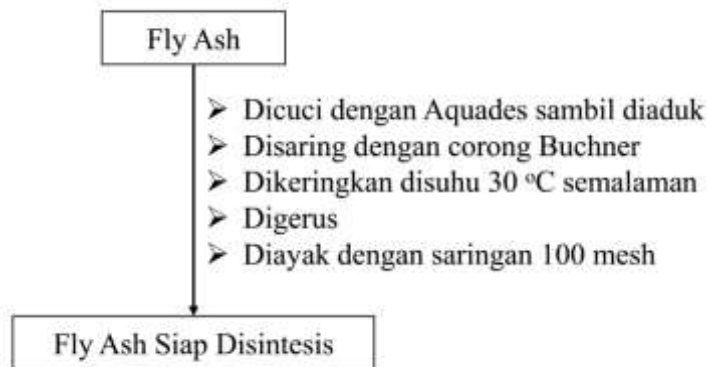 Fly Ash
➢ Dicuci dengan Aquades sambil diaduk
➢ Disaring dengan corong Buchner
➢ Dikeringkan disuhu 30 °C semalaman
➢ Digerus
➢ Diayak dengan saringan 100 mesh
Fly Ash Siap Disintesis